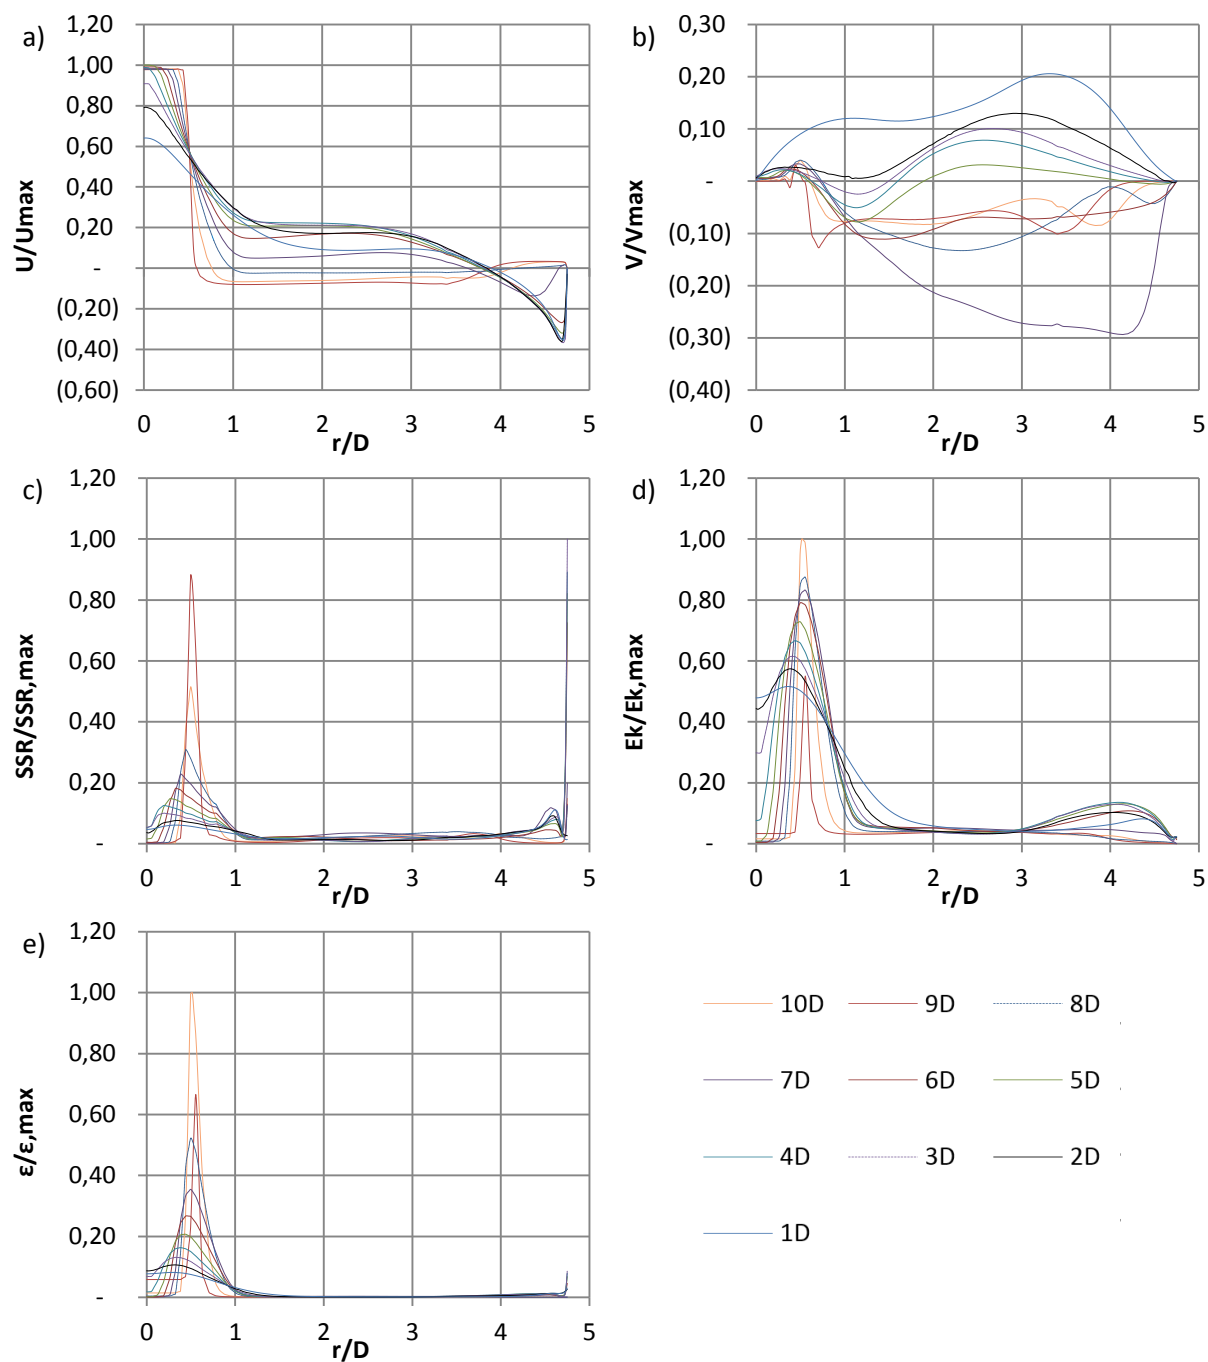 a)
1,20
1,00
0,80
0,60
0,40
0,20
-
(0,20)
(0,40)
(0,60)
U/Umax
0 1 2 3 4 5
r/D
b)
0,30
0,20
0,10
-
(0,10)
(0,20)
(0,30)
(0,40)
V/Vmax
0 1 2 3 4 5
r/D
c)
1,20
1,00
0,80
0,60
0,40
0,20
-
SSR/SSR,max
0 1 2 3 4 5
r/D
d)
1,20
1,00
0,80
0,60
0,40
0,20
-
Ek/Ek,max
0 1 2 3 4 5
r/D
e)
1,20
1,00
0,80
0,60
0,40
0,20
-
ε/ε,max
0 1 2 3 4 5
r/D
10D 9D 8D
7D 6D 5D
4D 3D 2D
1D